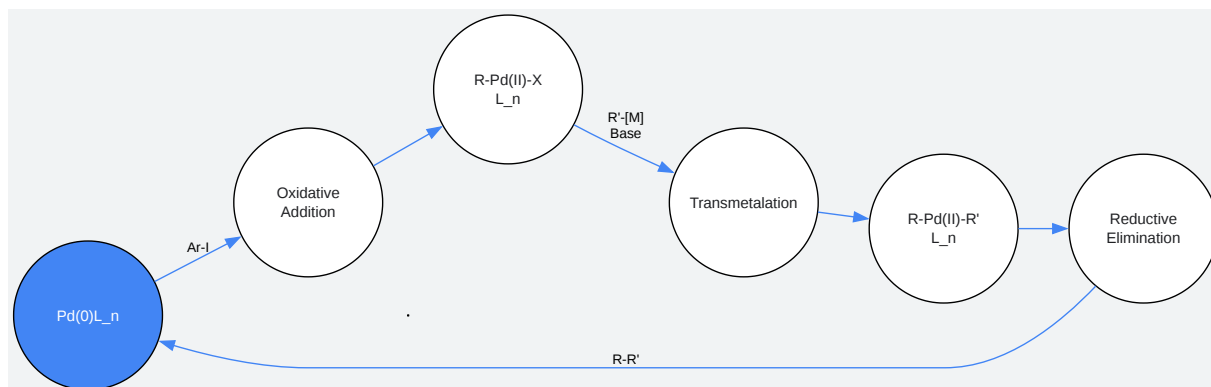 Pd(0)L_n
Ar-I
Oxidative
Addition
R-Pd(II)-X
L_n
R'-[M]
Base
Transmetalation
R-Pd(II)-R'
L_n
Reductive
Elimination
R-R'